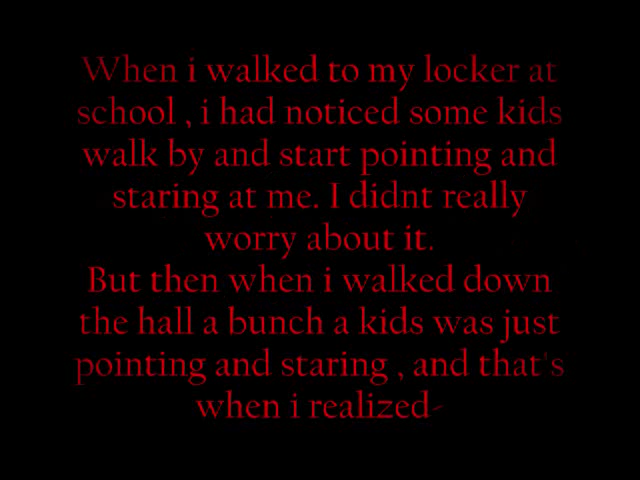 When i walked to my locker at
school , i had noticed some kids
walk by and start pointing and
staring at me. I didnt really
worry about it.
But then when i walked down
the hall a bunch a kids was just
pointing and staring , and that's
when i realized-